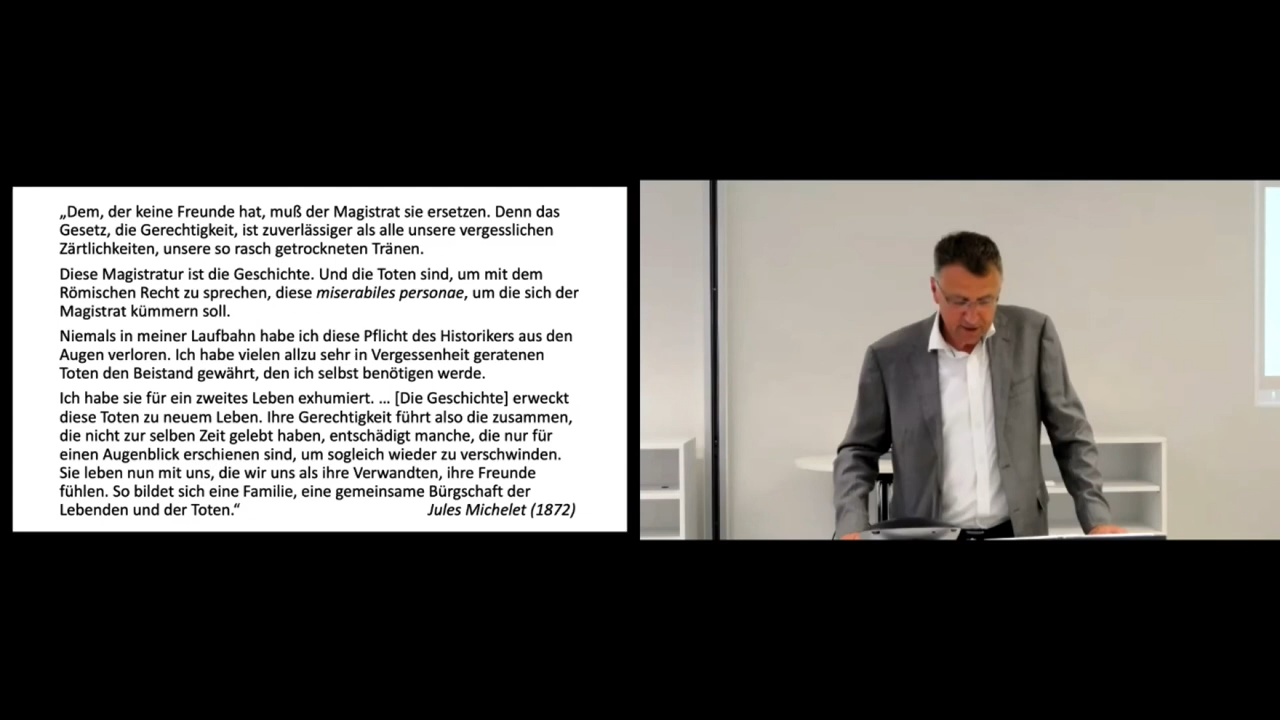 „Dem, der keine Freunde hat, muß der Magistrat sie ersetzen. Denn das
Gesetz, die Gerechtigkeit, ist zuverlässiger als alle unsere vergesslichen
Zärtlichkeiten, unsere so rasch getrockneten Tränen.
Diese Magistratur ist die Geschichte. Und die Toten sind, um mit dem
Römischen Recht zu sprechen, diese miserabiles personae, um die sich der
Magistrat kümmern soll.
Niemals in meiner Laufbahn habe ich diese Pflicht des Historikers aus den
Augen verloren. Ich habe vielen allzu sehr in Vergessenheit geratenen
Toten den Beistand gewährt, den ich selbst benötigen werde.
Ich habe sie für ein zweites Leben exhumiert. ... [Die Geschichte] erweckt
diese Toten zu neuem Leben. Ihre Gerechtigkeit führt also die zusammen,
die nicht zur selben Zeit gelebt haben, entschädigt manche, die nur für
einen Augenblick erschienen sind, um sogleich wieder zu verschwinden.
Sie leben nun mit uns, die wir uns als ihre Verwandten, ihre Freunde
fühlen. So bildet sich eine Familie, eine gemeinsame Bürgschaft der
Lebenden und der Toten.“ Jules Michelet (1872)